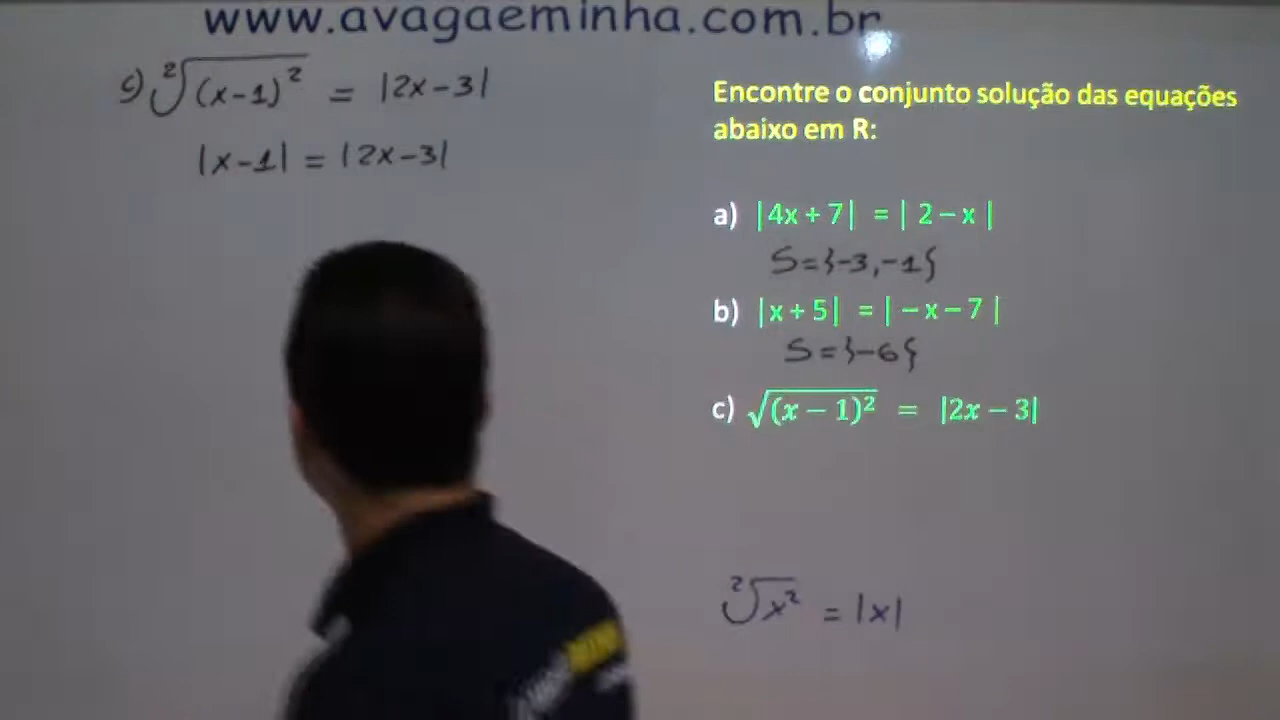 www.avagaeminha.com.br
c) ²√(x-1)² = |2x-3|
|x-1| = |2x-3|
Encontre o conjunto solução das equações
abaixo em R:
a) |4x + 7| = | 2 – x |
S={-3,-1}
b) |x + 5| = | – x – 7 |
S={-6}
c) √(x − 1)² = |2x − 3|
²√x² = |x|